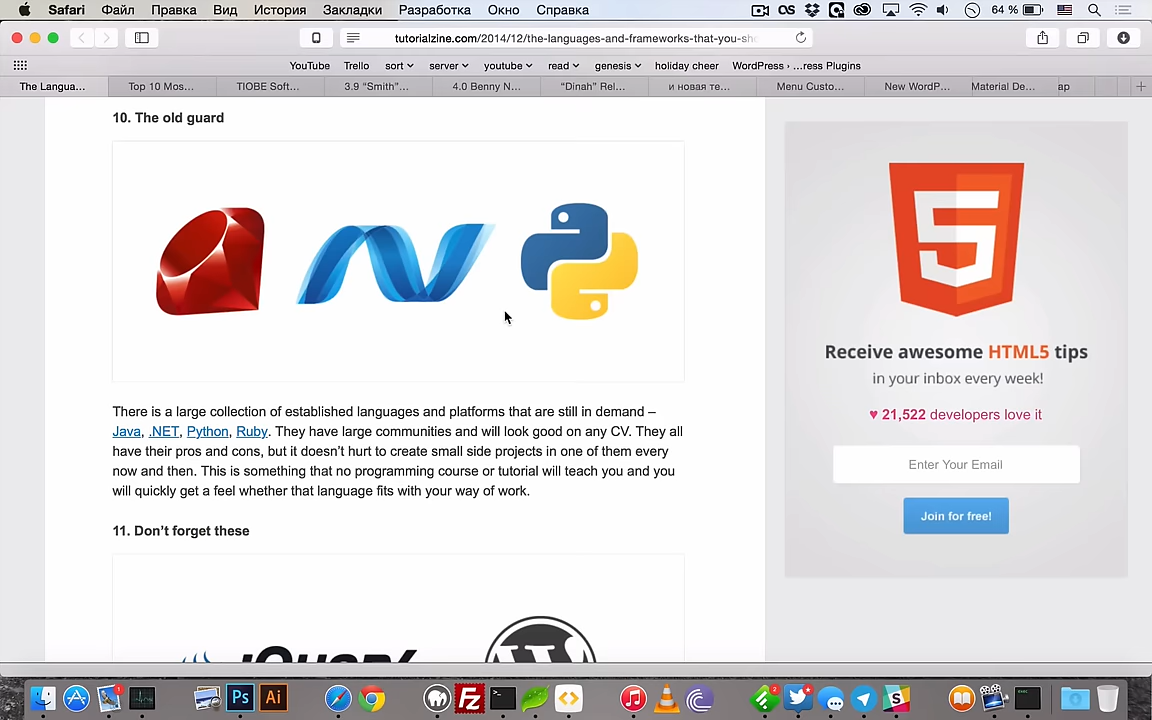 Safari Файл Правка Вид История Закладки Разработка Окно Справка 64 %
tutorialzine.com/2014/12/the-languages-and-frameworks-that-you-sh
YouTube Trello sort server youtube read genesis holiday cheer WordPress › ...ress Plugins
The Langua... Top 10 Mos... TIOBE Soft... 3.9 “Smith”... 4.0 Benny N... “Dinah” Rel... и новая те... Menu Custo... New WordP... Material De... ap
10. The old guard
There is a large collection of established languages and platforms that are still in demand –
Java, .NET, Python, Ruby. They have large communities and will look good on any CV. They all
have their pros and cons, but it doesn’t hurt to create small side projects in one of them every
now and then. This is something that no programming course or tutorial will teach you and you
will quickly get a feel whether that language fits with your way of work.
11. Don’t forget these
jQuery
5
Receive awesome HTML5 tips
in your inbox every week!
♥ 21,522 developers love it
Enter Your Email
Join for free!
Ps Ai Fz